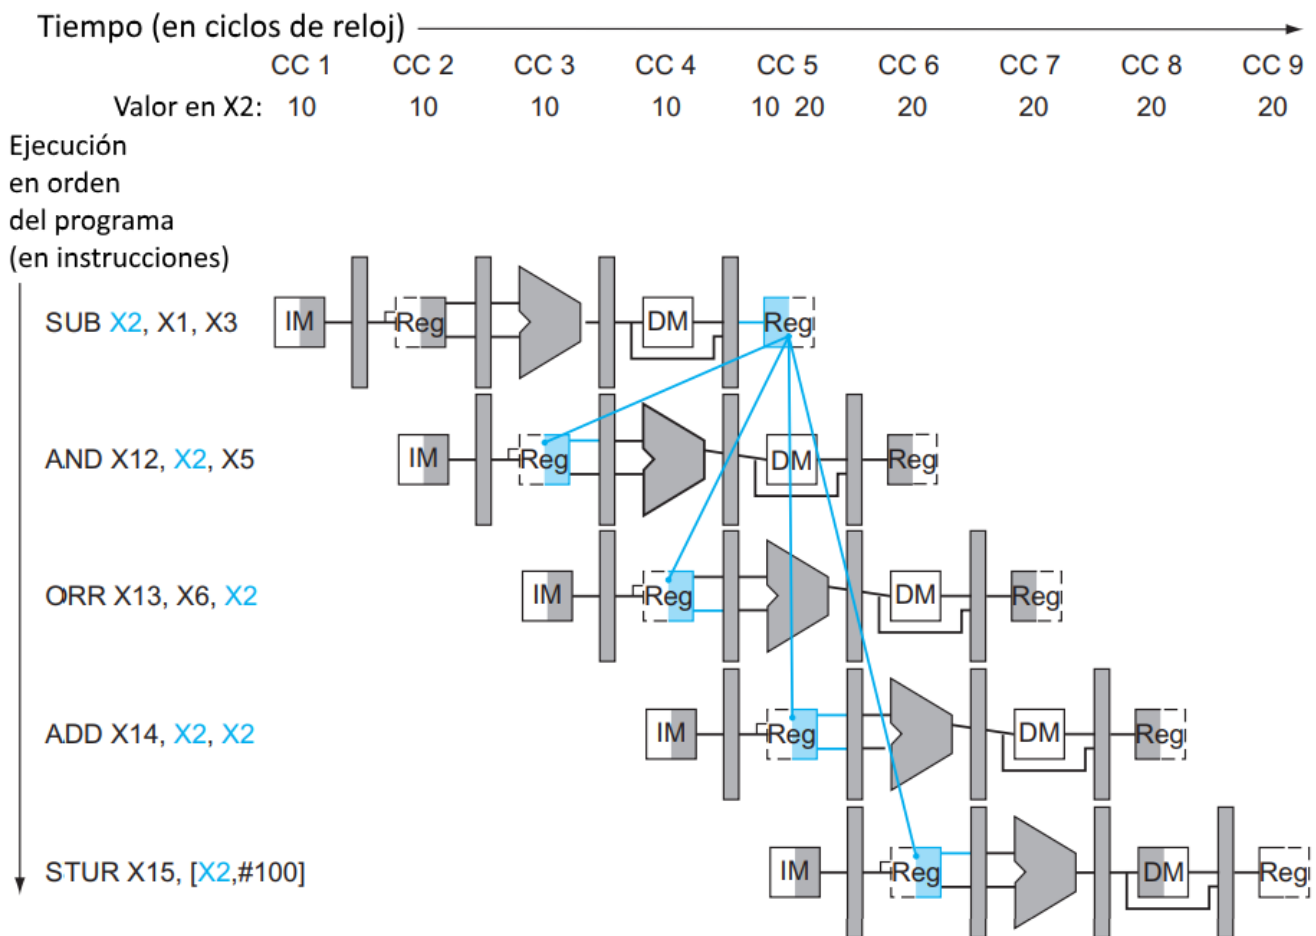 Tiempo (en ciclos de reloj)
CC 1 CC 2 CC 3 CC 4 CC 5 CC 6 CC 7 CC 8 CC 9
Valor en X2: 10 10 10 10 10 20 20 20 20 20
Ejecución
en orden
del programa
(en instrucciones)
SUB X2, X1, X3 IM Reg DM Reg
AND X12, X2, X5 IM Reg DM Reg
ORR X13, X6, X2 IM Reg DM Reg
ADD X14, X2, X2 IM Reg DM Reg
STUR X15, [X2,#100] IM Reg DM Reg